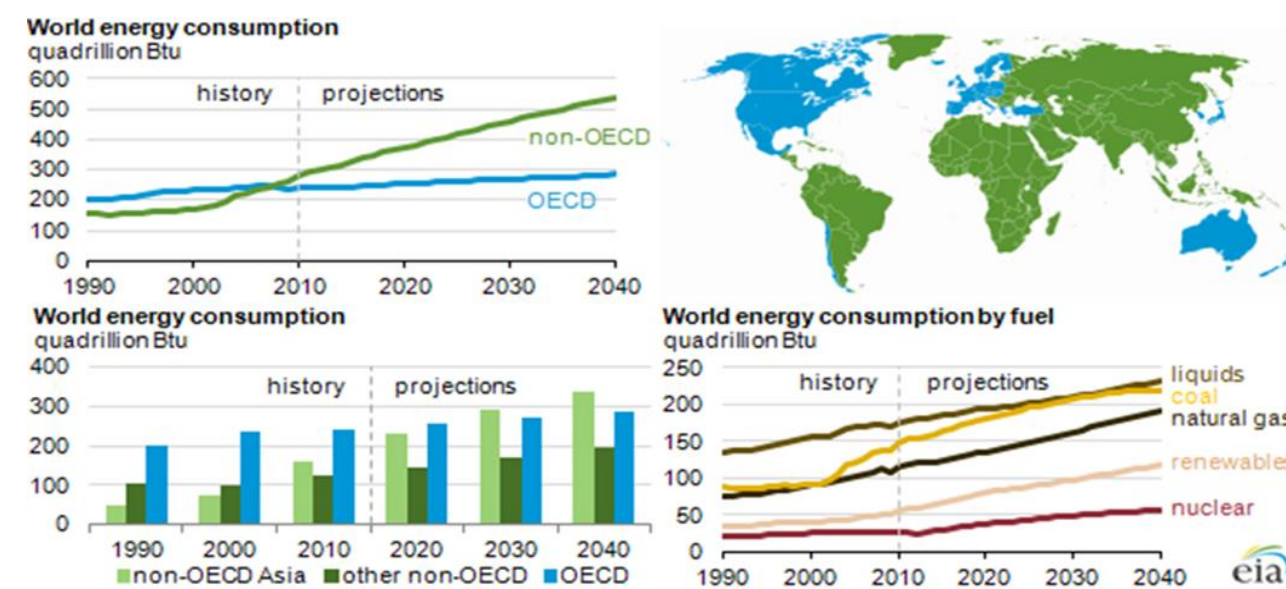 World energy consumption
quadrillion Btu
600
500
400
300
200
100
0
history projections
non-OECD
OECD
1990 2000 2010 2020 2030 2040
World energy consumption
quadrillion Btu
400
300
200
100
0
history projections
1990 2000 2010 2020 2030 2040
non-OECD Asia other non-OECD OECD
World energy consumption by fuel
quadrillion Btu
250
200
150
100
50
0
history projections
liquids
coal
natural gas
renewable
nuclear
1990 2000 2010 2020 2030 2040
eia